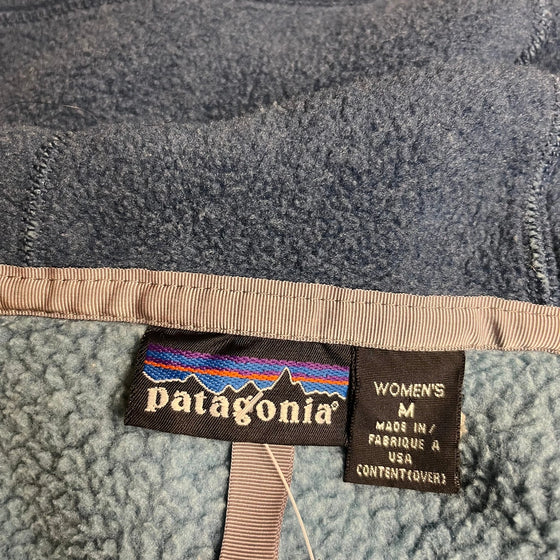 patagonia®
WOMEN'S
M
MADE IN/
FABRIQUE A
USA
CONTENT(OVER)